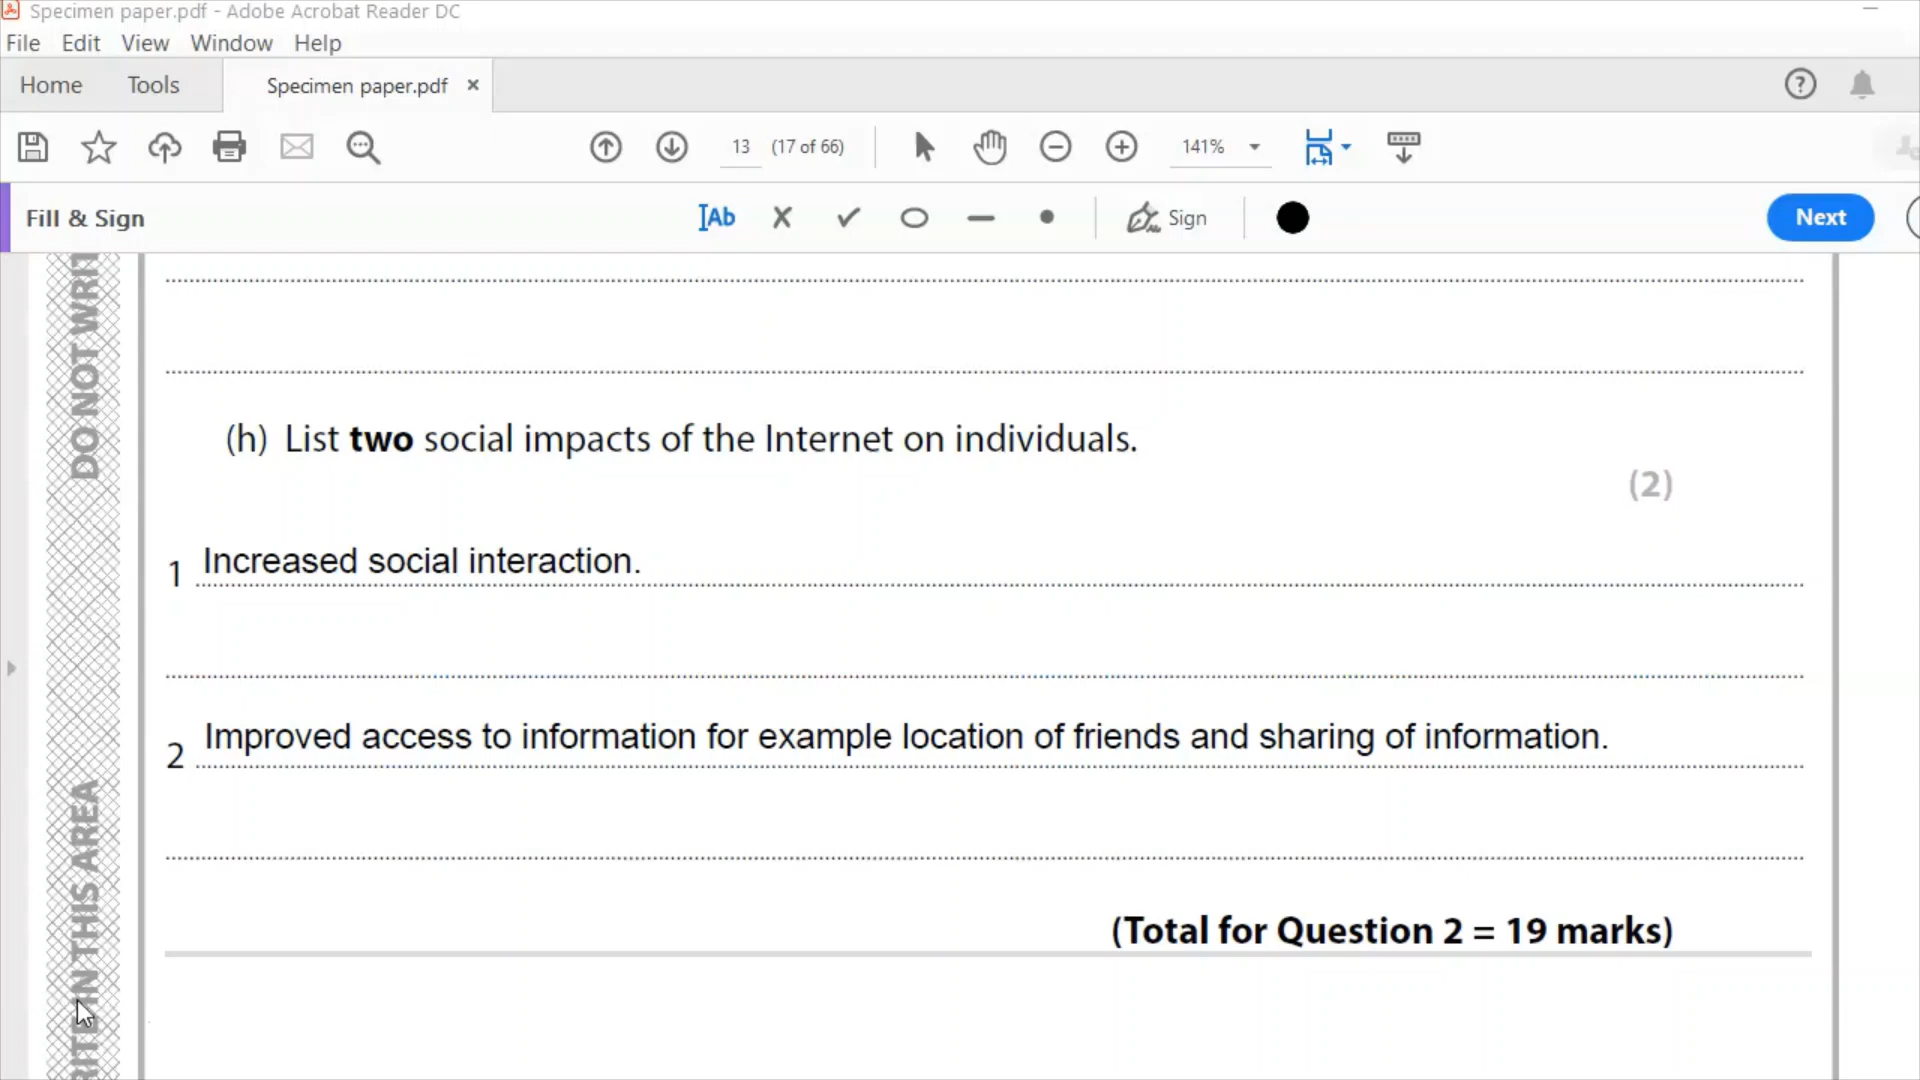 Specimen paper.pdf - Adobe Acrobat Reader DC
File Edit View Window Help
Home Tools Specimen paper.pdf ×
13 (17 of 66) 141%
Fill & Sign Ab Sign Next
DO NOT WRIT
(h) List two social impacts of the Internet on individuals.
(2)
1 Increased social interaction.
2 Improved access to information for example location of friends and sharing of information.
RITE IN THIS AREA
(Total for Question 2 = 19 marks)